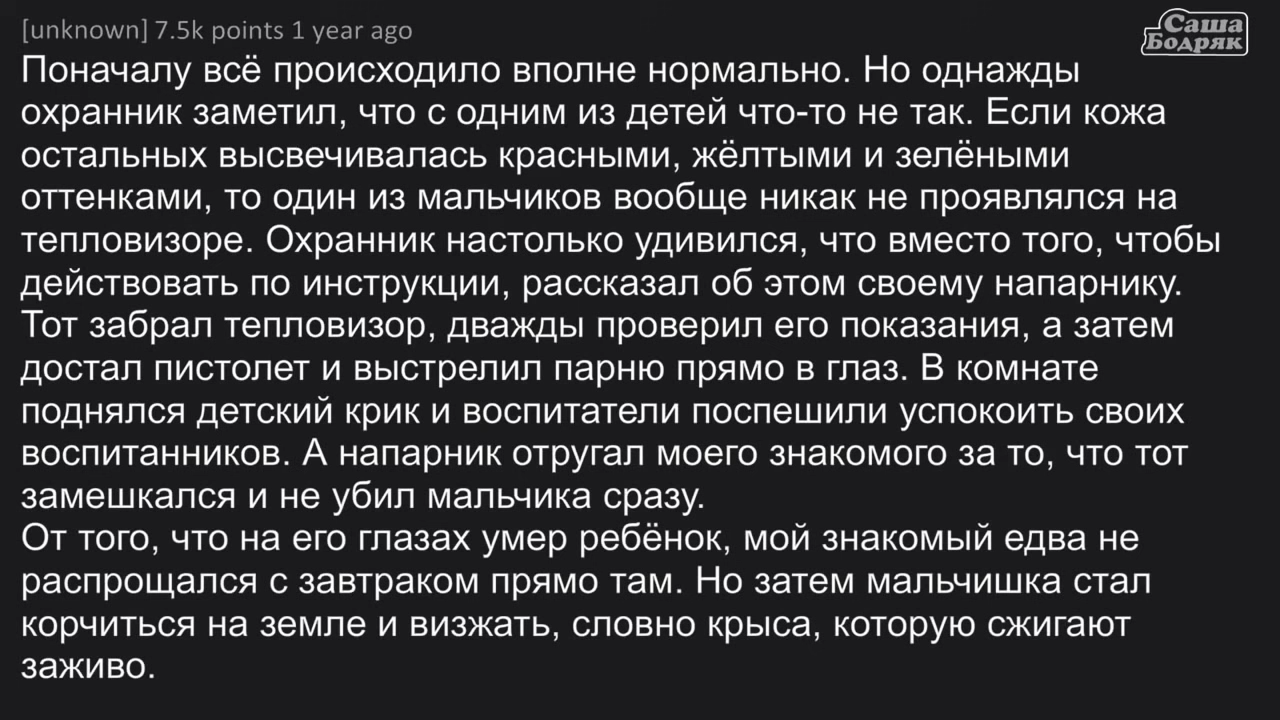 [unknown] 7.5k points 1 year ago
Саша
Бодряк
Поначалу всё происходило вполне нормально. Но однажды
охранник заметил, что с одним из детей что-то не так. Если кожа
остальных высвечивалась красными, жёлтыми и зелёными
оттенками, то один из мальчиков вообще никак не проявлялся на
тепловизоре. Охранник настолько удивился, что вместо того, чтобы
действовать по инструкции, рассказал об этом своему напарнику.
Тот забрал тепловизор, дважды проверил его показания, а затем
достал пистолет и выстрелил парню прямо в глаз. В комнате
поднялся детский крик и воспитатели поспешили успокоить своих
воспитанников. А напарник отругал моего знакомого за то, что тот
замешкался и не убил мальчика сразу.
От того, что на его глазах умер ребёнок, мой знакомый едва не
распрощался с завтраком прямо там. Но затем мальчишка стал
корчиться на земле и визжать, словно крыса, которую сжигают
заживо.